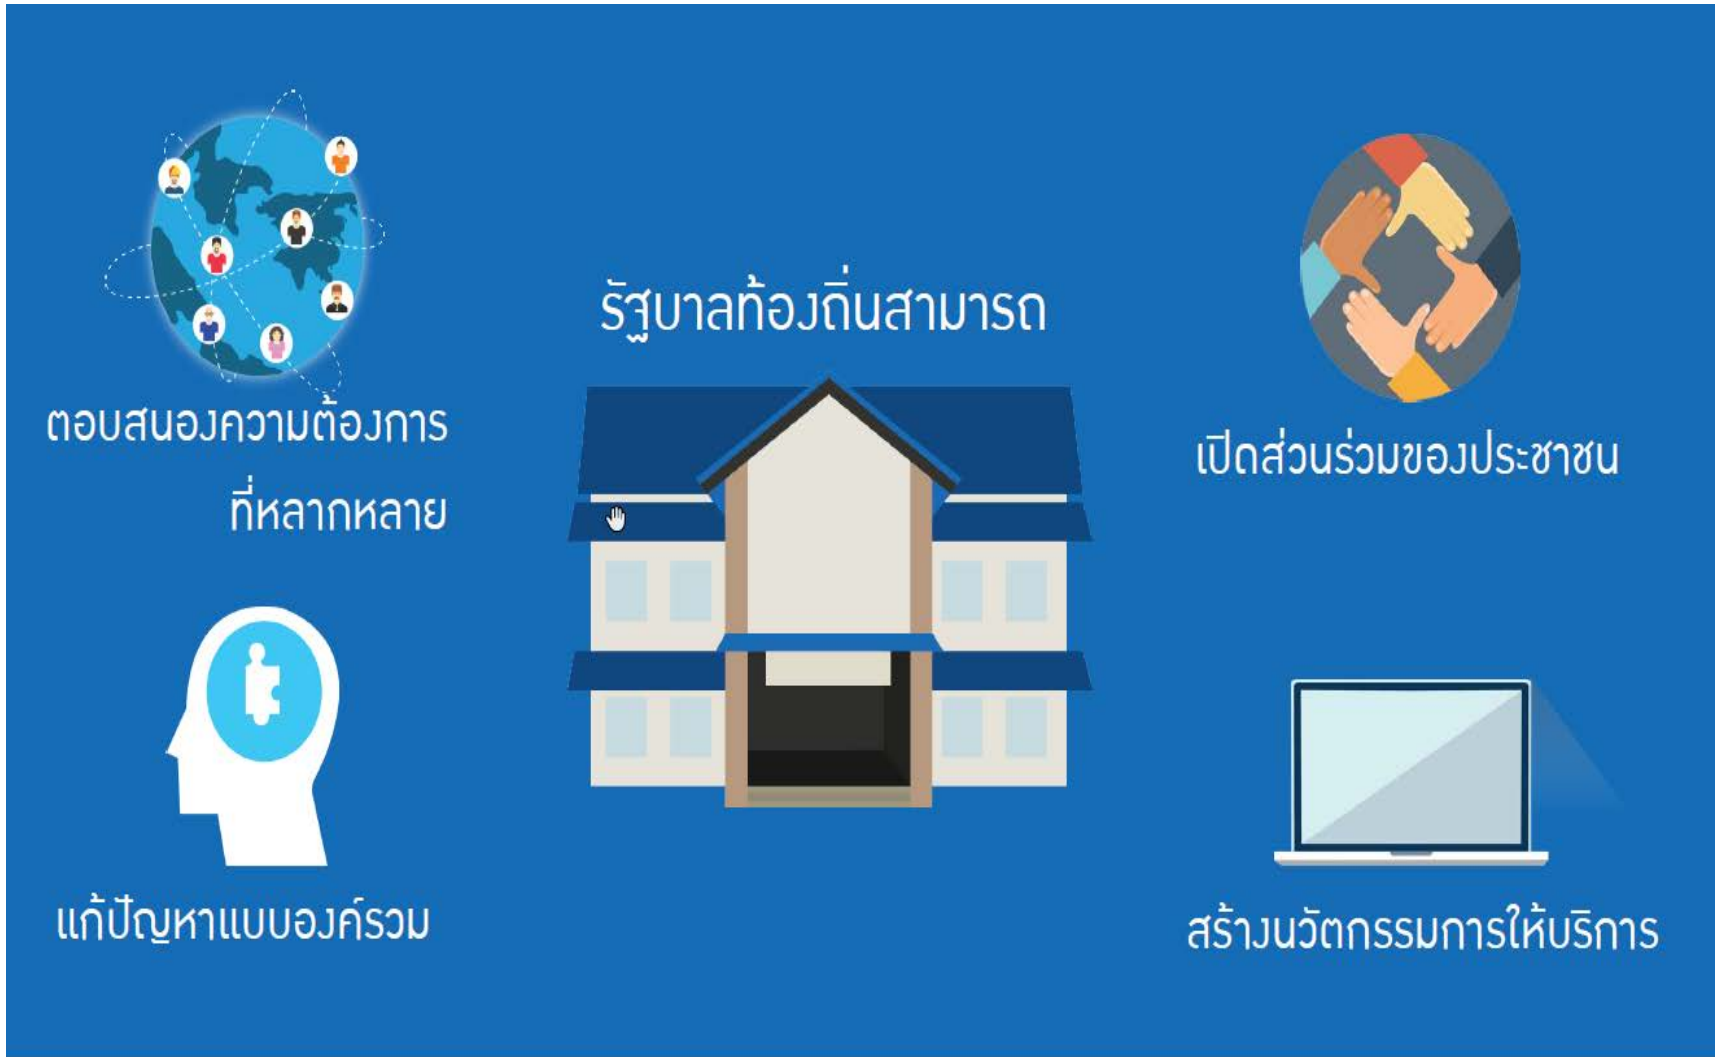 รัฐบาลท้องถิ่นสามารถ
ตอบสนองความต้องการ
ที่หลากหลาย
เปิดส่วนร่วมของประชาชน
แก้ปัญหาแบบองค์รวม
สร้างนวัตกรรมการให้บริการ